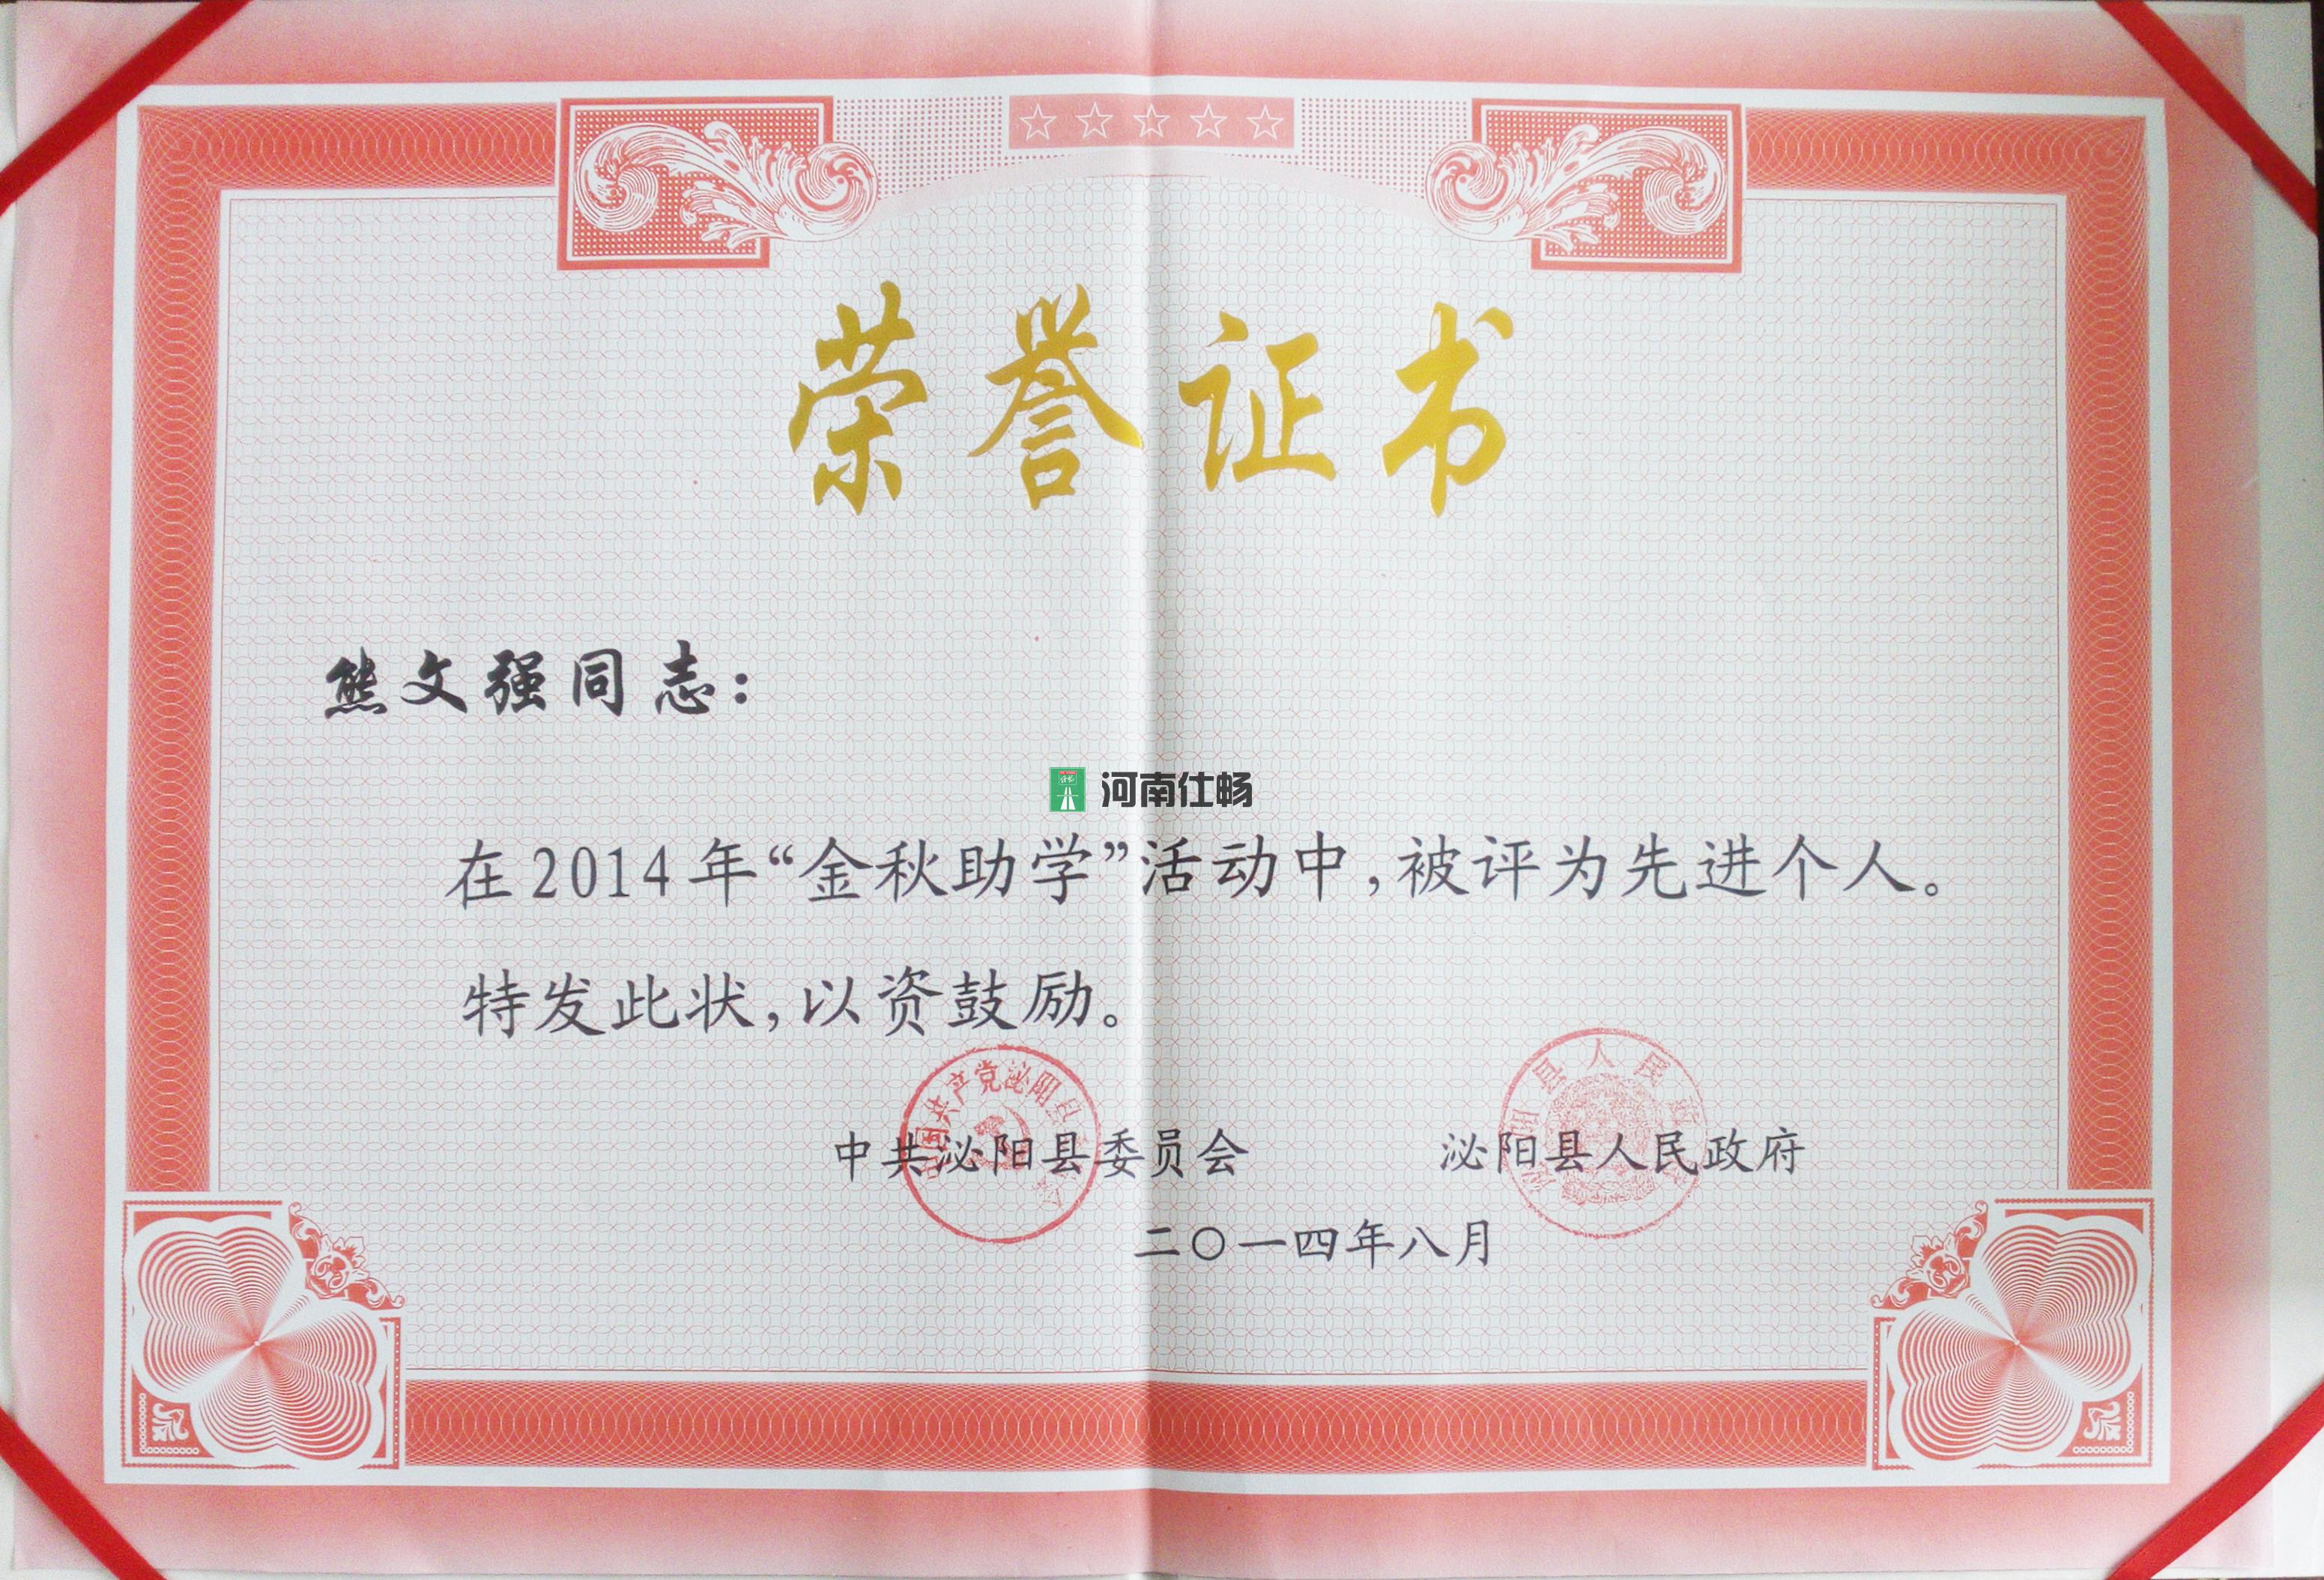 荣誉证书
熊文强同志：
河南仕畅
在2014年“金秋助学”活动中，被评为先进个人。
特发此状，以资鼓励。
中国共产党泌阳县
阳县人民政
中共泌阳县委员会 泌阳县人民政府
二〇一四年八月